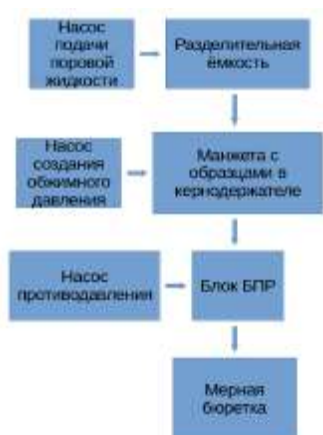 Насос
подачи
поровой
жидкости
Разделительная
ёмкость
Насос
создания
обжимного
давления
Манжета с
образцами в
кернодержателе
Насос
противодавления
Блок БПР
Мерная
бюретка